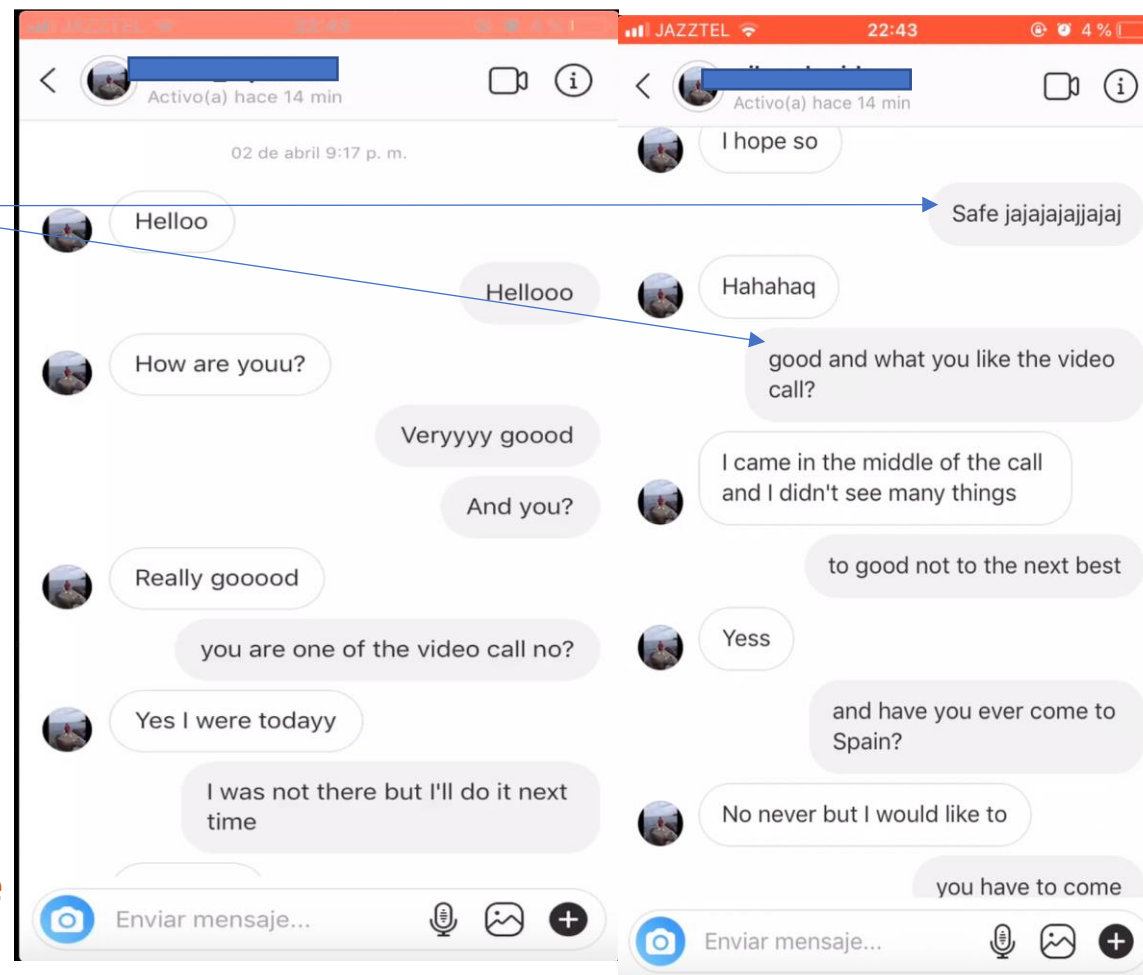 Activo(a) hace 14 min
02 de abril 9:17 p. m.
Helloo
Hellooo
How are youu?
Veryyyy goood
And you?
Really gooood
you are one of the video call no?
Yes I were todayy
I was not there but I'll do it next
time
Enviar mensaje...
JAZZTEL
22:43
4 %
Activo(a) hace 14 min
I hope so
Safe jajajajajjajaj
Hahahaq
good and what you like the video
call?
I came in the middle of the call
and I didn't see many things
to good not to the next best
Yess
and have you ever come to
Spain?
No never but I would like to
you have to come
Enviar mensaje...